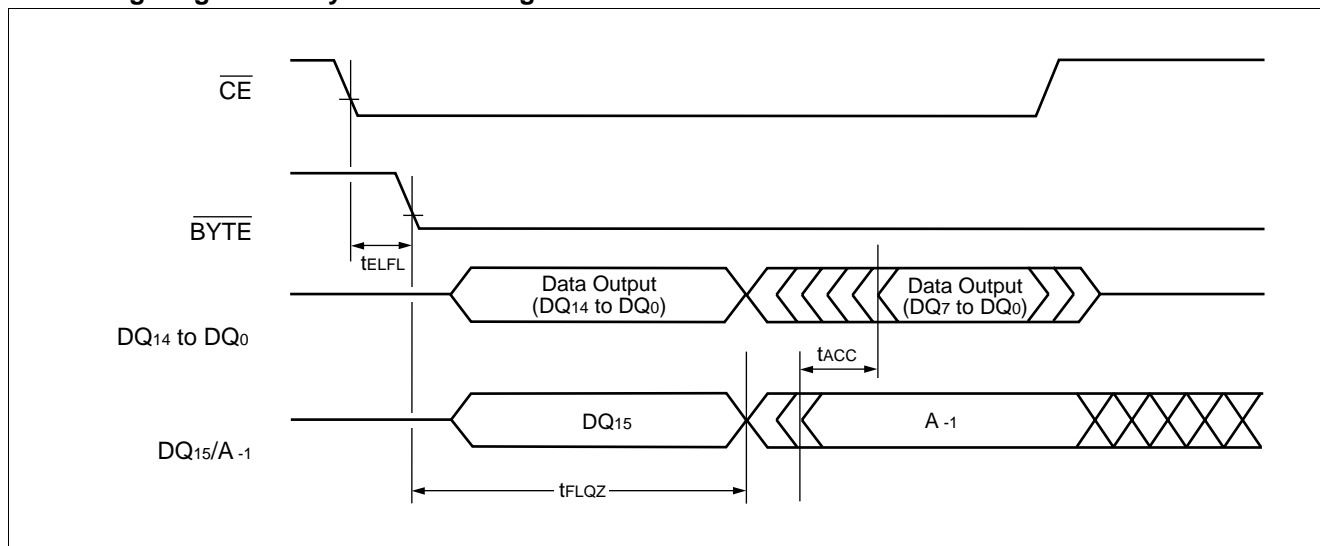 CE
BYTE
tELFL
Data Output
(DQ14 to DQ0)
Data Output
(DQ7 to DQ0)
DQ14 to DQ0
tACC
DQ15
A -1
DQ15/A -1
tFLQZ